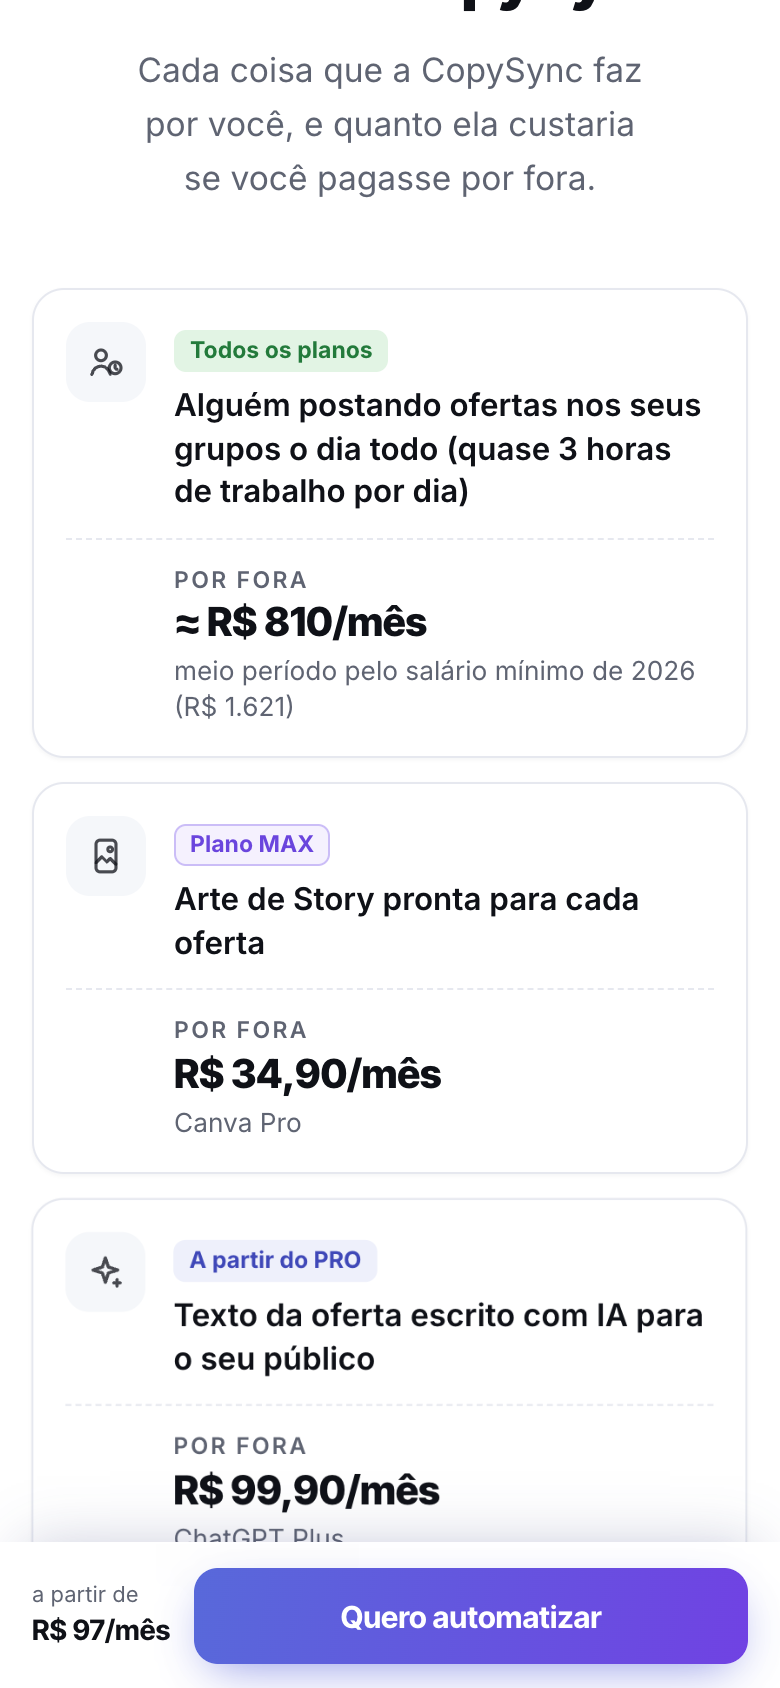 Cada coisa que a CopySync faz
por você, e quanto ela custaria
se você pagasse por fora.
Todos os planos
Alguém postando ofertas nos seus
grupos o dia todo (quase 3 horas
de trabalho por dia)
POR FORA
≈ R$ 810/mês
meio período pelo salário mínimo de 2026
(R$ 1.621)
Plano MAX
Arte de Story pronta para cada
oferta
POR FORA
R$ 34,90/mês
Canva Pro
A partir do PRO
Texto da oferta escrito com IA para
o seu público
POR FORA
R$ 99,90/mês
ChatGPT Plus
a partir de
R$ 97/mês
Quero automatizar